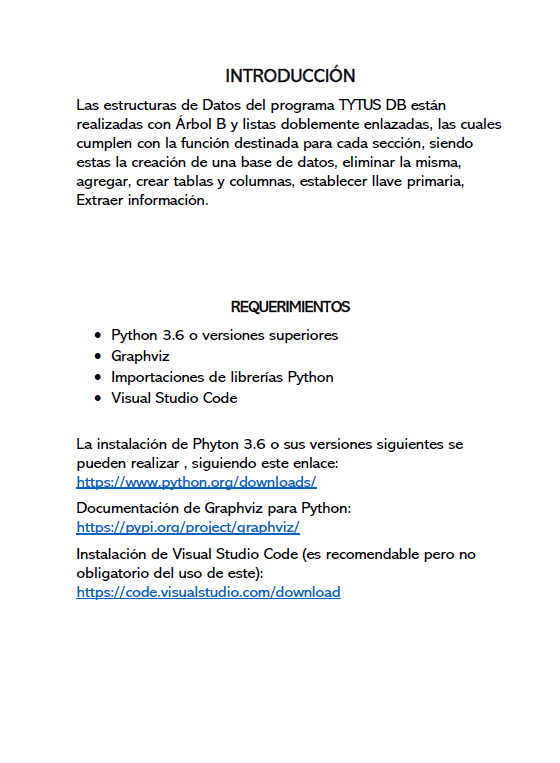 INTRODUCCIÓN
Las estructuras de Datos del programa TYTUS DB están
realizadas con Árbol B y listas doblemente enlazadas, las cuales
cumplen con la función destinada para cada sección, siendo
estas la creación de una base de datos, eliminar la misma,
agregar, crear tablas y columnas, establecer llave primaria,
Extraer información.
REQUERIMIENTOS
• Python 3.6 o versiones superiores
• Graphviz
• Importaciones de librerías Python
• Visual Studio Code
La instalación de Phyton 3.6 o sus versiones siguientes se
pueden realizar , siguiendo este enlace:
https://www.python.org/downloads/
Documentación de Graphviz para Python:
https://pypi.org/project/graphviz/
Instalación de Visual Studio Code (es recomendable pero no
obligatorio del uso de este):
https://code.visualstudio.com/download